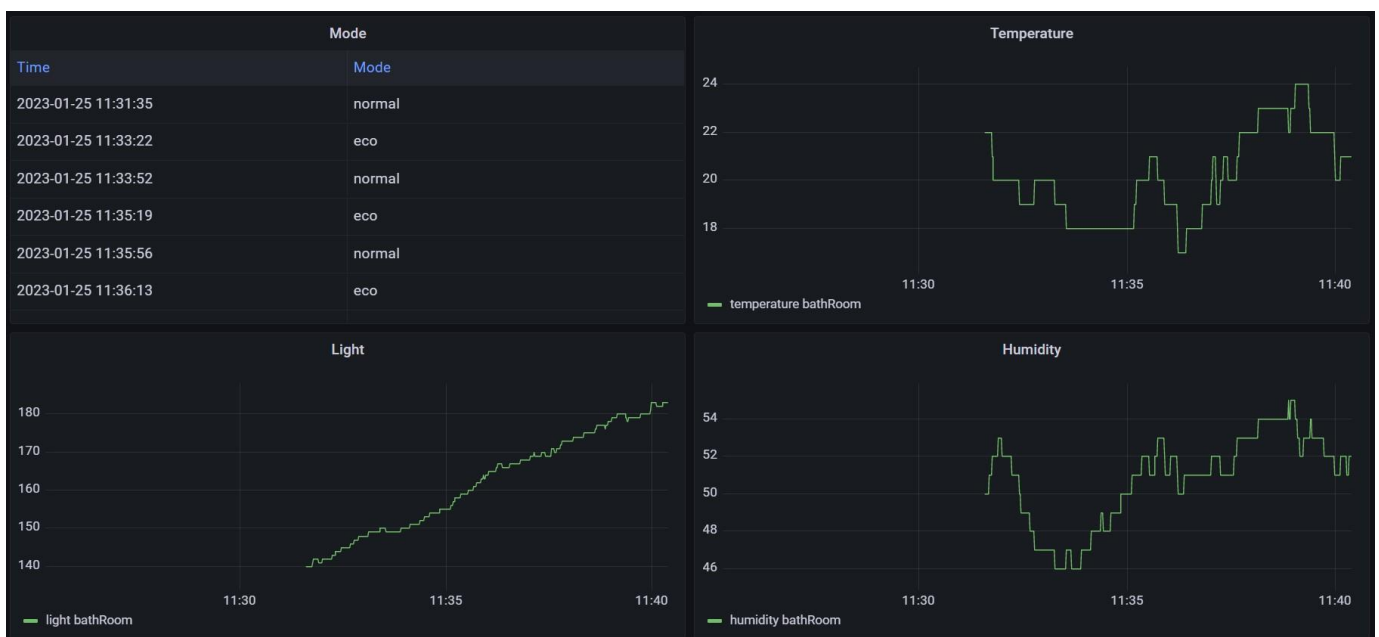 Mode
Time Mode
2023-01-25 11:31:35 normal
2023-01-25 11:33:22 eco
2023-01-25 11:33:52 normal
2023-01-25 11:35:19 eco
2023-01-25 11:35:56 normal
2023-01-25 11:36:13 eco
Temperature
24
22
20
18
11:30 11:35 11:40
temperature bathRoom
Light
180
170
160
150
140
11:30 11:35 11:40
light bathRoom
Humidity
54
52
50
48
46
11:30 11:35 11:40
humidity bathRoom